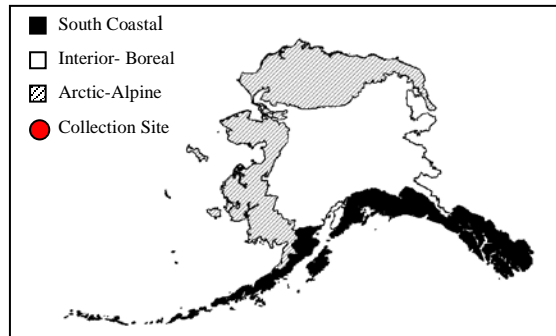 South Coastal
Interior- Boreal
Arctic-Alpine
Collection Site